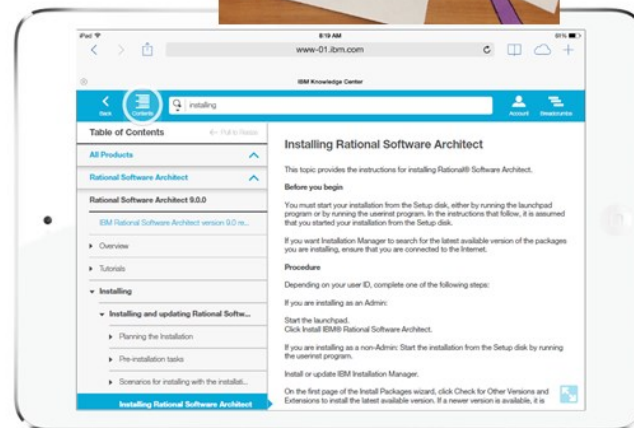 iPad
8:19 AM
www-01.ibm.com
IBM Knowledge Center
Back
Contents
installing
Account
Breadcrumbs
Table of Contents
All Products
Rational Software Architect
Rational Software Architect 9.0.0
IBM Rational Software Architect version 9.0 re...
Overview
Tutorials
Installing
Installing and updating Rational Softw...
Planning the Installation
Pre-installation tasks
Scenarios for installing with the installati...
Installing Rational Software Architect
Installing Rational Software Architect
This topic provides the instructions for installing Rational® Software Architect.
Before you begin
You must start your installation from the Setup disk, either by running the launchpad
program or by running the userinst program. In the instructions that follow, it is assumed
that you started your installation from the Setup disk.
If you want Installation Manager to search for the latest available version of the packages
you are installing, ensure that you are connected to the Internet.
Procedure
Depending on your user ID, complete one of the following steps:
If you are installing as an Admin:
Start the launchpad.
Click Install IBM® Rational Software Architect.
If you are installing as a non-Admin: Start the installation from the Setup disk by running
the userinst program.
Install or update IBM Installation Manager.
On the first page of the Install Packages wizard, click Check for Other Versions and
Extensions to install the latest available version. If a newer version is available, it is